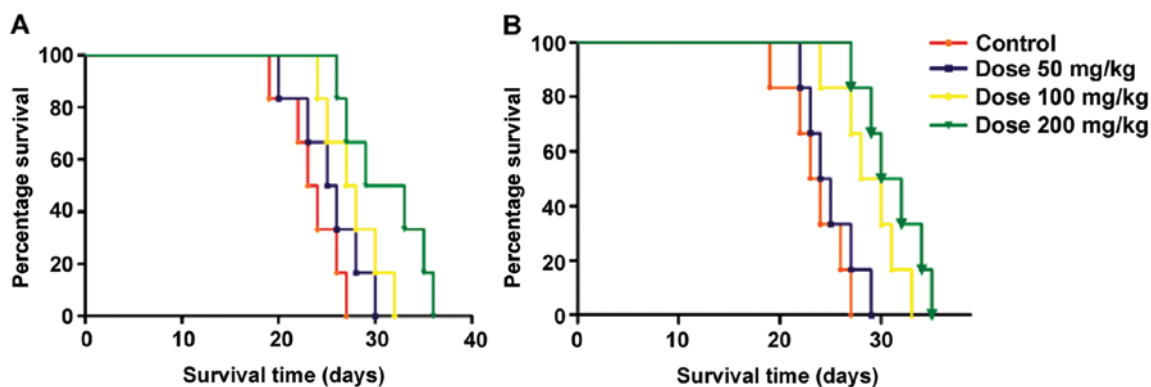 A
Percentage survival
100
80
60
40
20
0
0 10 20 30 40
Survival time (days)
B
Percentage survival
100
80
60
40
20
0
0 10 20 30
Survival time (days)
Control
Dose 50 mg/kg
Dose 100 mg/kg
Dose 200 mg/kg